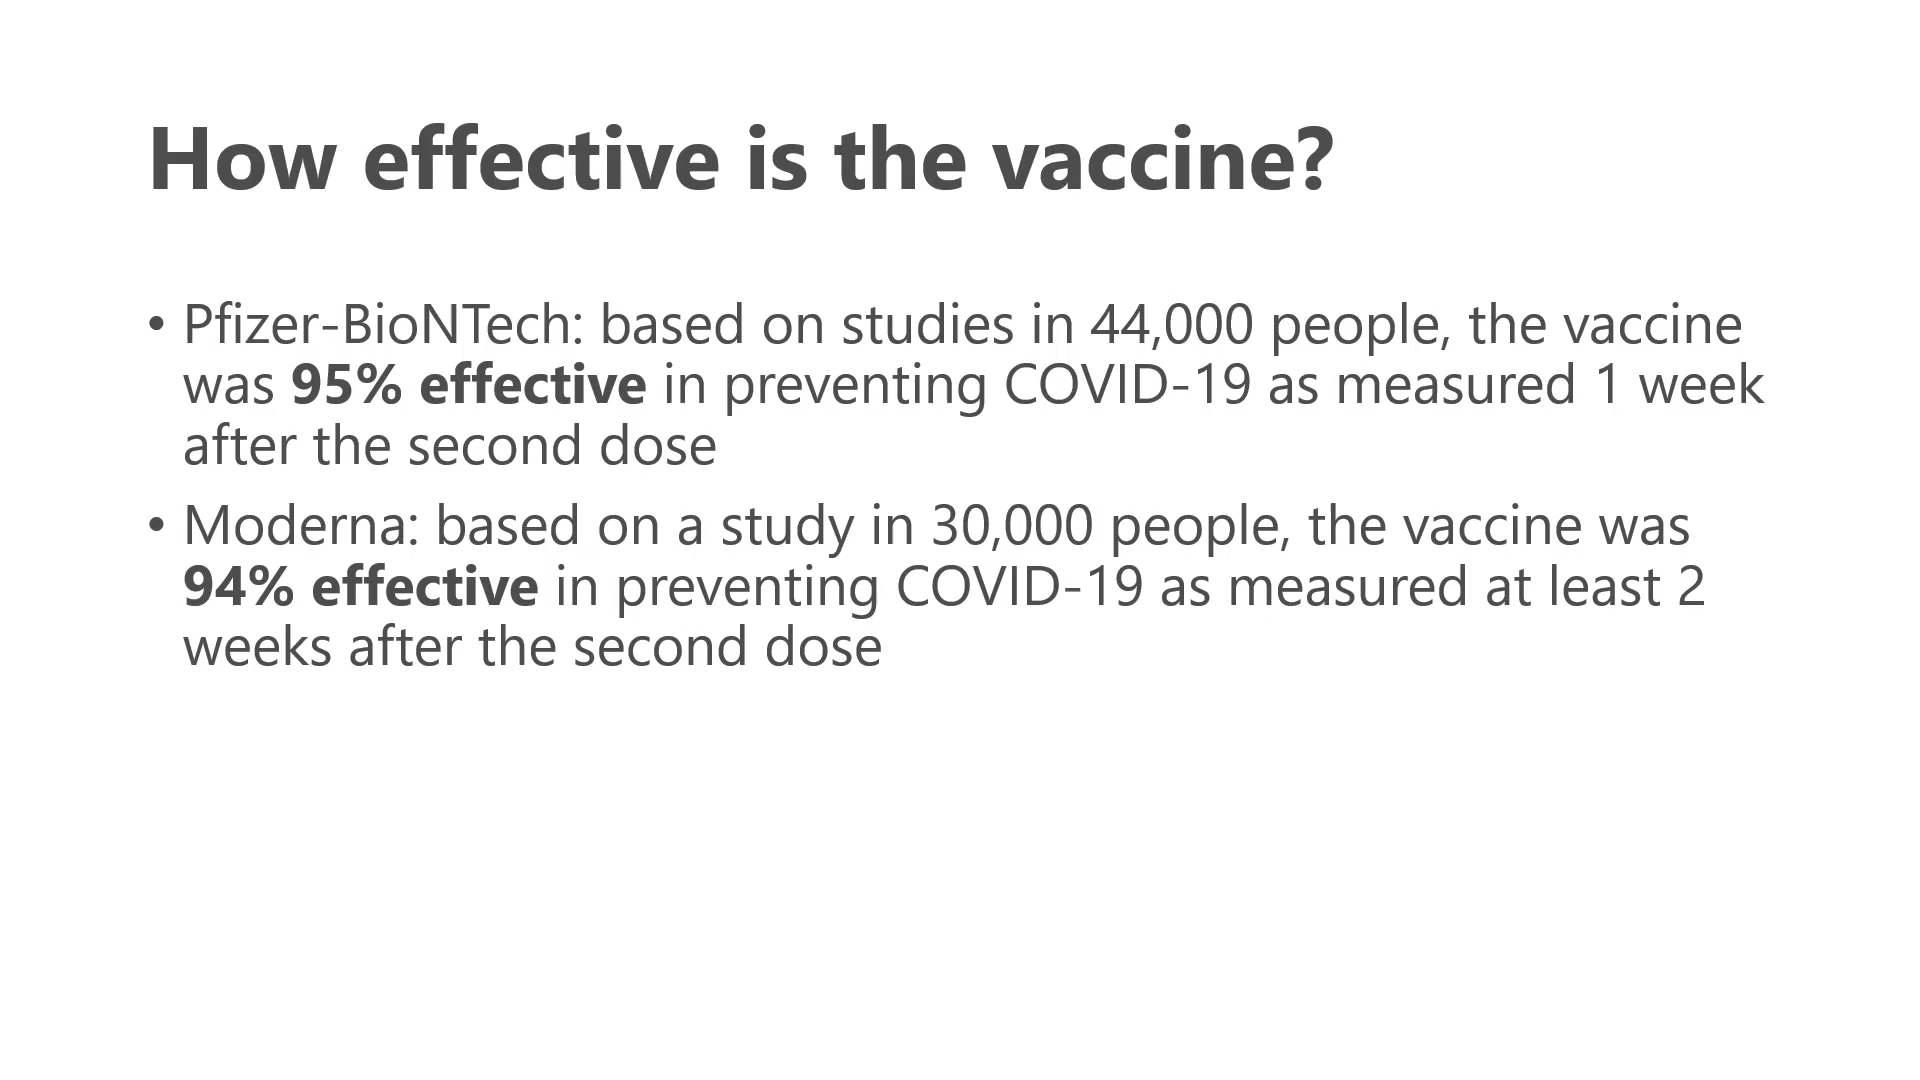 How effective is the vaccine?
• Pfizer-BioNTech: based on studies in 44,000 people, the vaccine
was 95% effective in preventing COVID-19 as measured 1 week
after the second dose
• Moderna: based on a study in 30,000 people, the vaccine was
94% effective in preventing COVID-19 as measured at least 2
weeks after the second dose